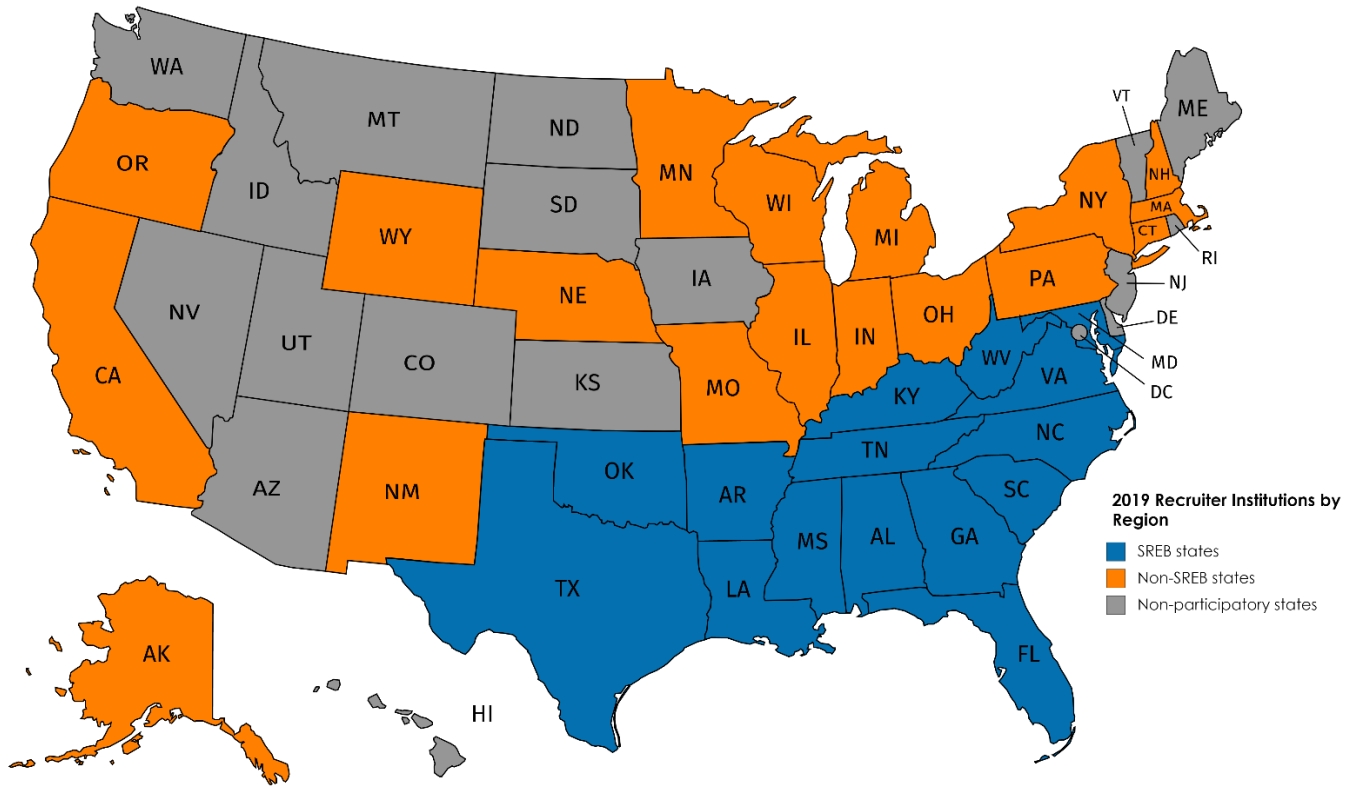 WA
MT
ND
MN
VT
ME
OR
ID
SD
WI
MI
NY
NH
MA
CT
RI
WY
IA
PA
NJ
NE
NV
UT
CO
IL
IN
OH
DE
MD
DC
CA
KS
MO
WV
VA
KY
NC
TN
AZ
NM
OK
AR
SC
MS
AL
GA
TX
LA
FL
AK
HI
2019 Recruiter Institutions by
Region
SREB states
Non-SREB states
Non-participatory states